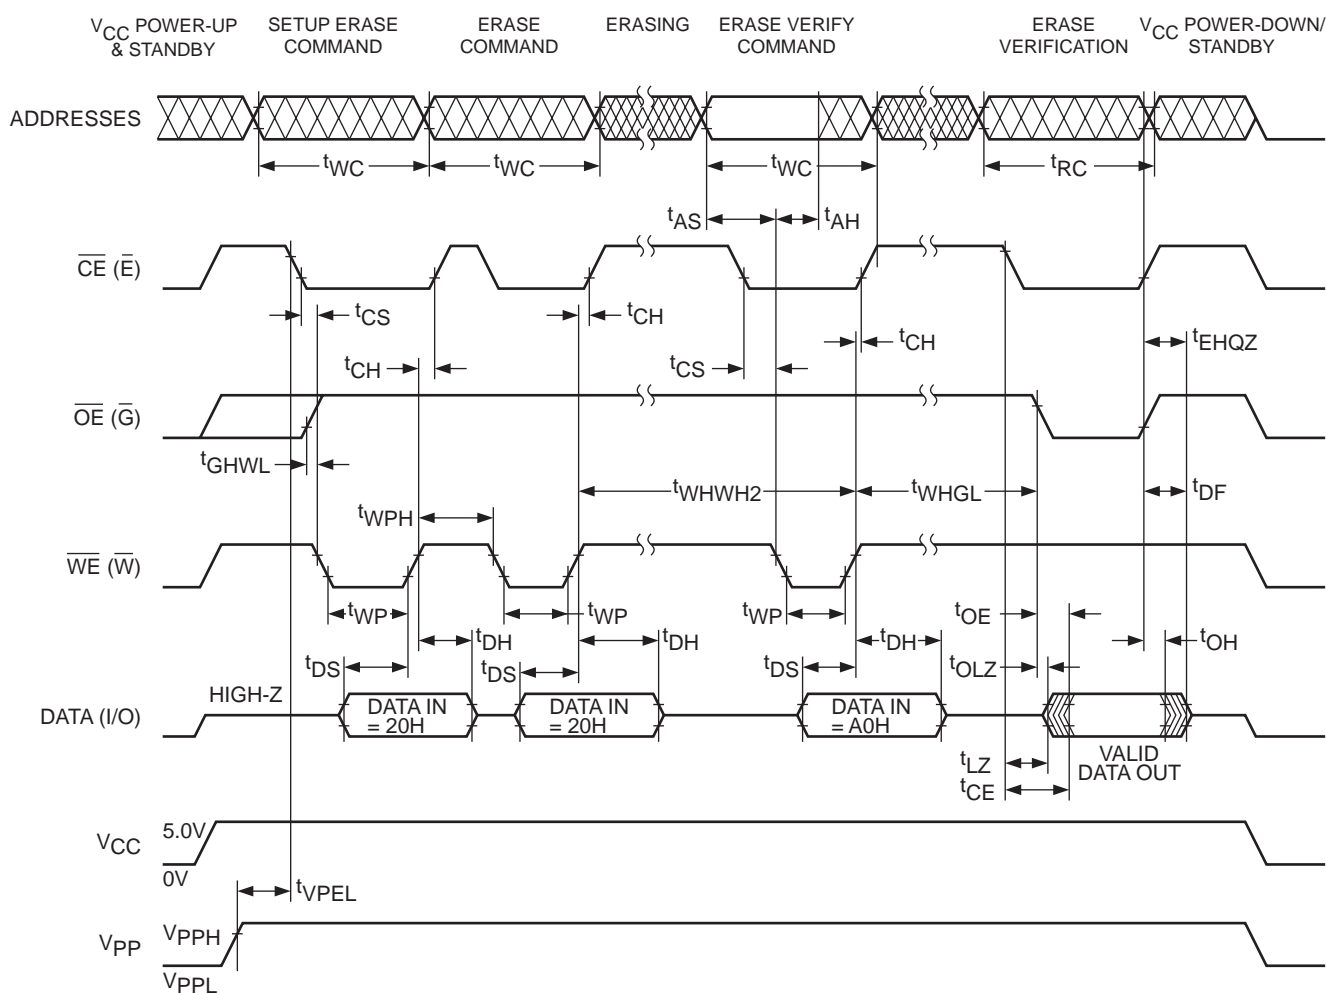 VCC POWER-UP
& STANDBY
SETUP ERASE
COMMAND
ERASE
COMMAND
ERASING
ERASE VERIFY
COMMAND
ERASE
VERIFICATION
VCC POWER-DOWN/
STANDBY
ADDRESSES
tWC
tWC
tWC
tRC
tAS
tAH
CE (E)
tCS
tCH
tCH
tCS
tCH
tEHQZ
OE (G)
tGHWL
tWHWH2
tWHGL
tDF
tWPH
WE (W)
tWP
tWP
tWP
tOE
tDH
tDH
tDH
tOH
tDS
tDS
tDS
tOLZ
HIGH-Z
DATA (I/O)
DATA IN
= 20H
DATA IN
= 20H
DATA IN
= A0H
VALID
DATA OUT
tLZ
tCE
VCC
5.0V
0V
tVPEL
VPP
VPPH
VPPL